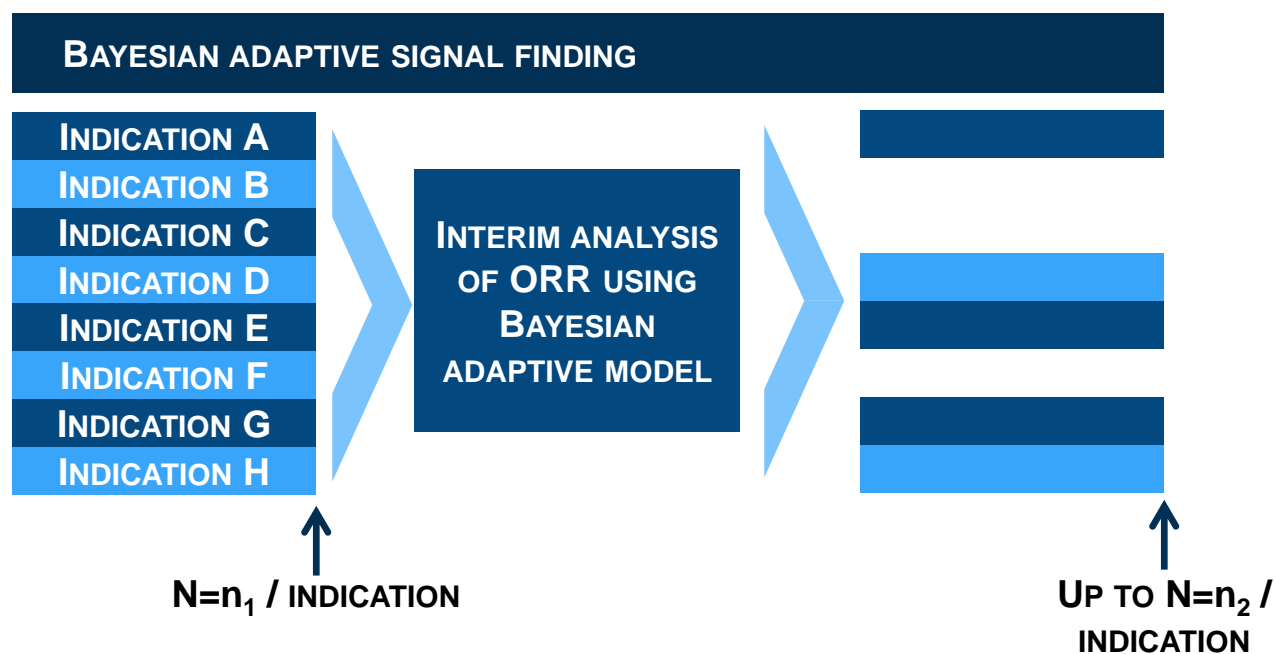 BAYESIAN ADAPTIVE SIGNAL FINDING
INDICATION A
INDICATION B
INDICATION C
INDICATION D
INDICATION E
INDICATION F
INDICATION G
INDICATION H
INTERIM ANALYSIS
OF ORR USING
BAYESIAN
ADAPTIVE MODEL
N=n₁ / INDICATION
UP TO N=n₂ /
INDICATION